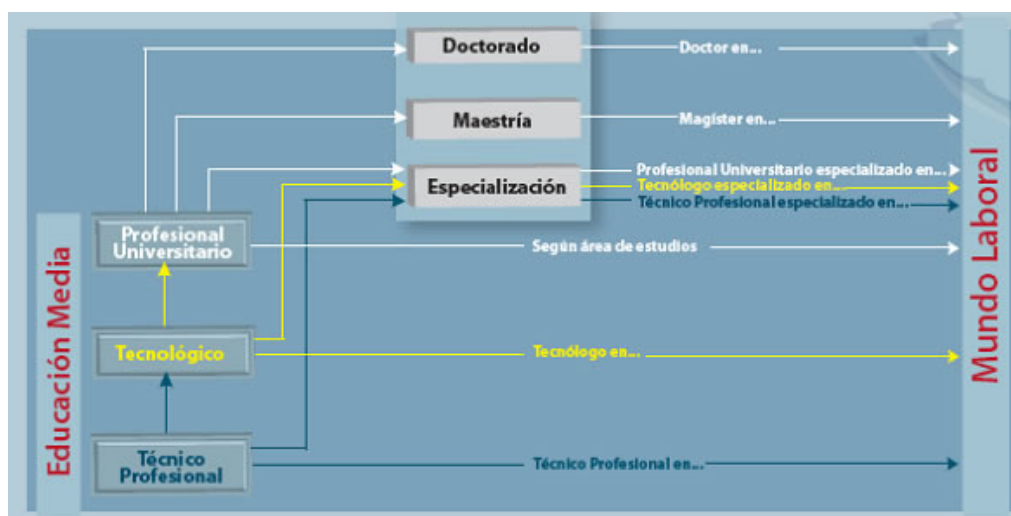 Doctorado
Doctor en...
Maestría
Magíster en...
Especialización
Profesional Universitario especializado en...
Tecnólogo especializado en...
Técnico Profesional especializado en...
Profesional
Universitario
Según área de estudios
Tecnológico
Tecnólogo en...
Técnico
Profesional
Técnico Profesional en...
Educación Media
Mundo Laboral